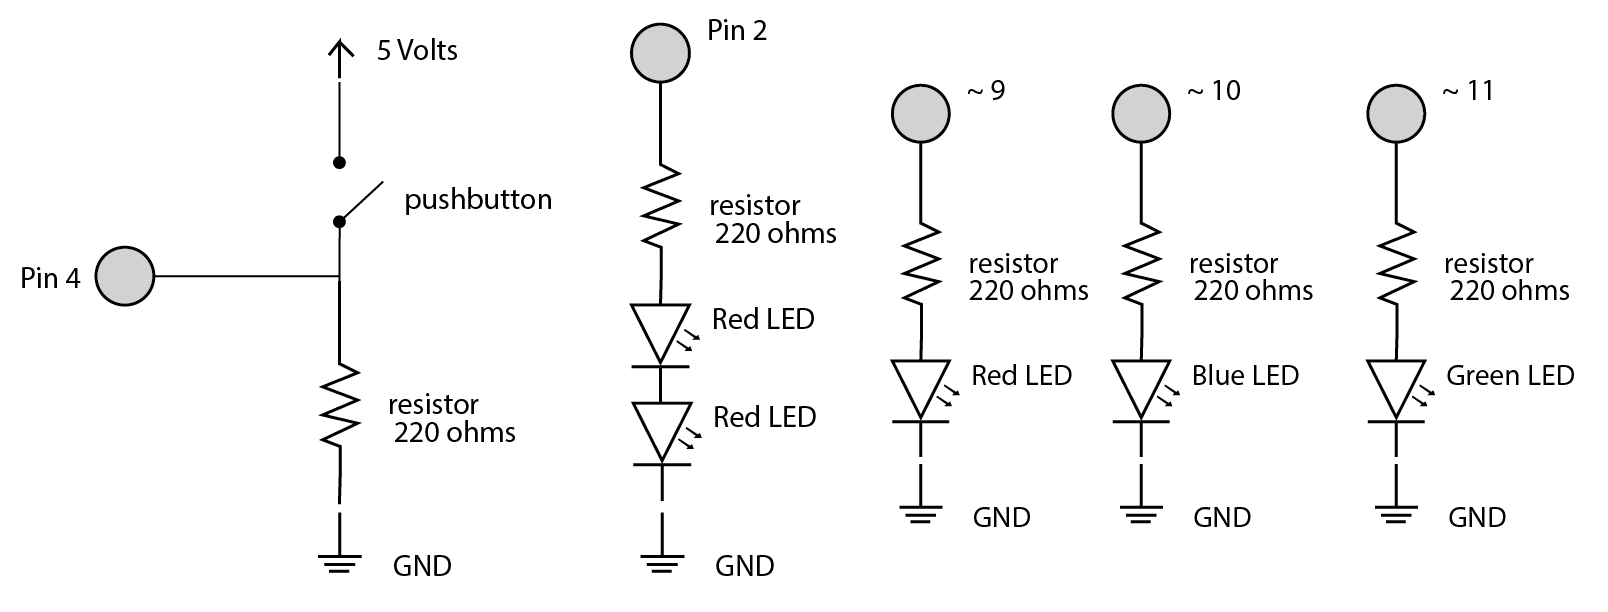 5 Volts
pushbutton
Pin 4
resistor
220 ohms
GND
Pin 2
resistor
220 ohms
Red LED
Red LED
GND
~ 9
resistor
220 ohms
Red LED
GND
~ 10
resistor
220 ohms
Blue LED
GND
~ 11
resistor
220 ohms
Green LED
GND